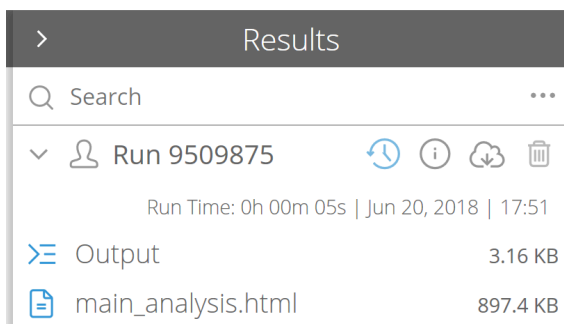 Results
Search
Run 9509875
Run Time: 0h 00m 05s | Jun 20, 2018 | 17:51
Output 3.16 KB
main_analysis.html 897.4 KB